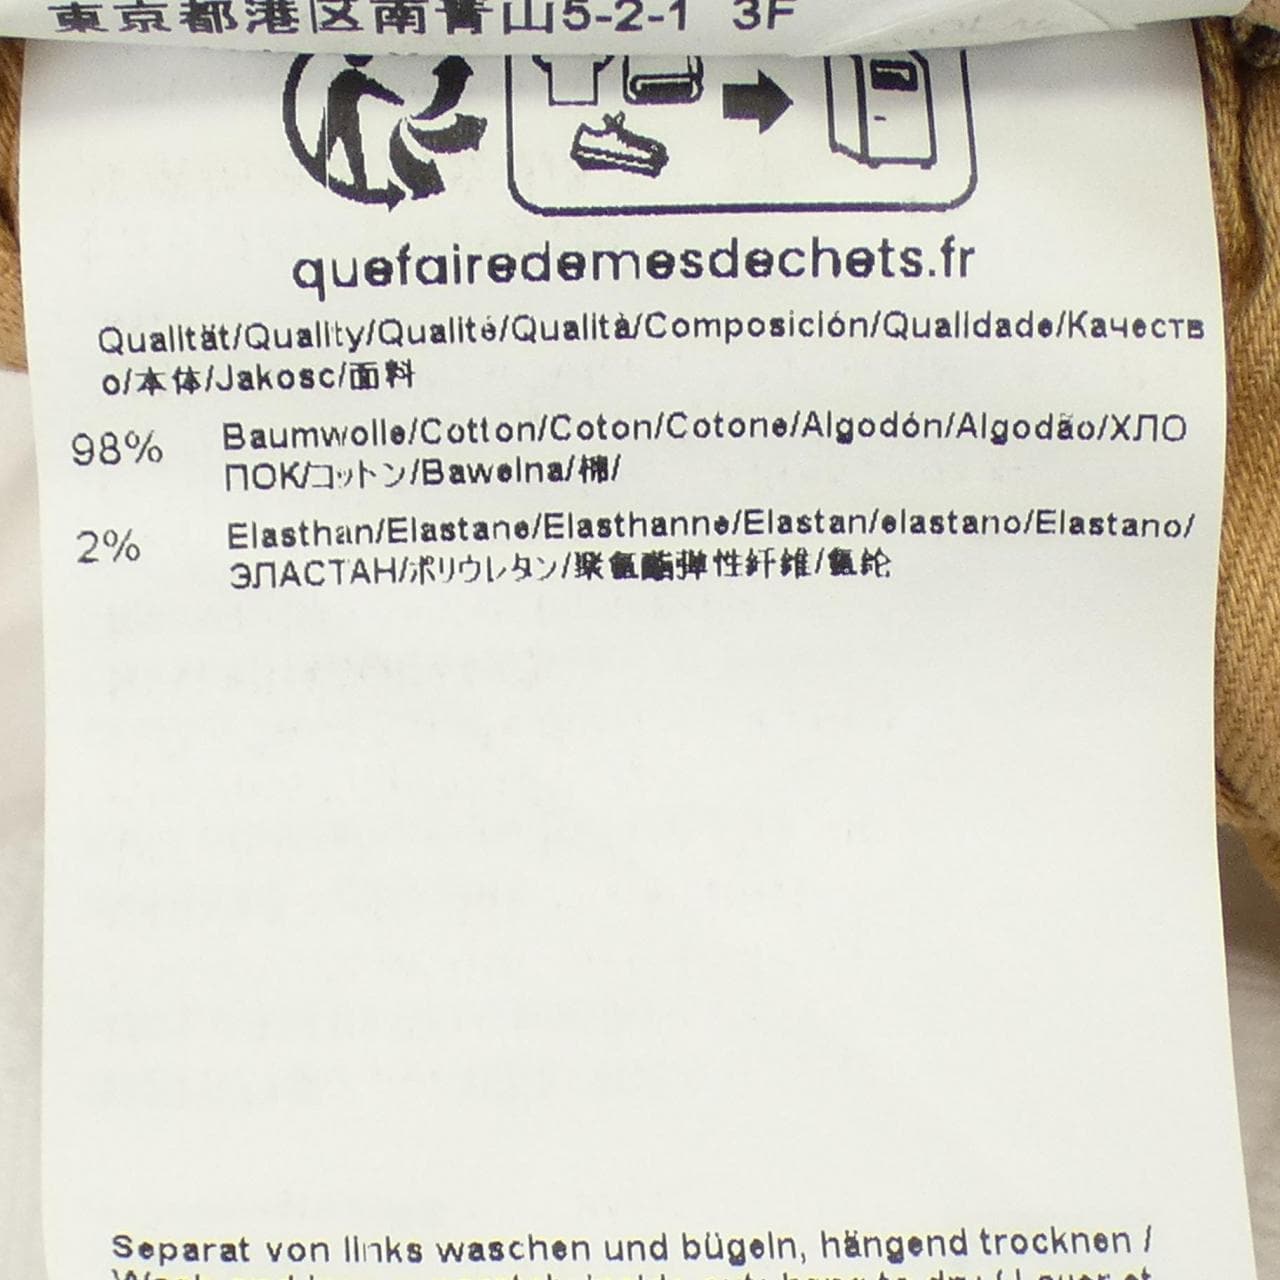 東京都港区南青山5-2-1 3F
quefairedemesdechets.fr
Qualität/Quality/Qualité/Qualità/Composición/Qualidade/Качеств
о/本体/Jakosc/面料
98% Baumwolle/Cotton/Coton/Cotone/Algodón/Algodão/ХЛО
ПОК/コットン/Bawelna/棉/
2% Elasthan/Elastane/Elasthanne/Elastan/elastano/Elastano/
ЭЛАСТАН/ポリウレタン/聚氨酯弹性纤维/氨纶
Separat von links waschen und bügeln, hängend trocknen /